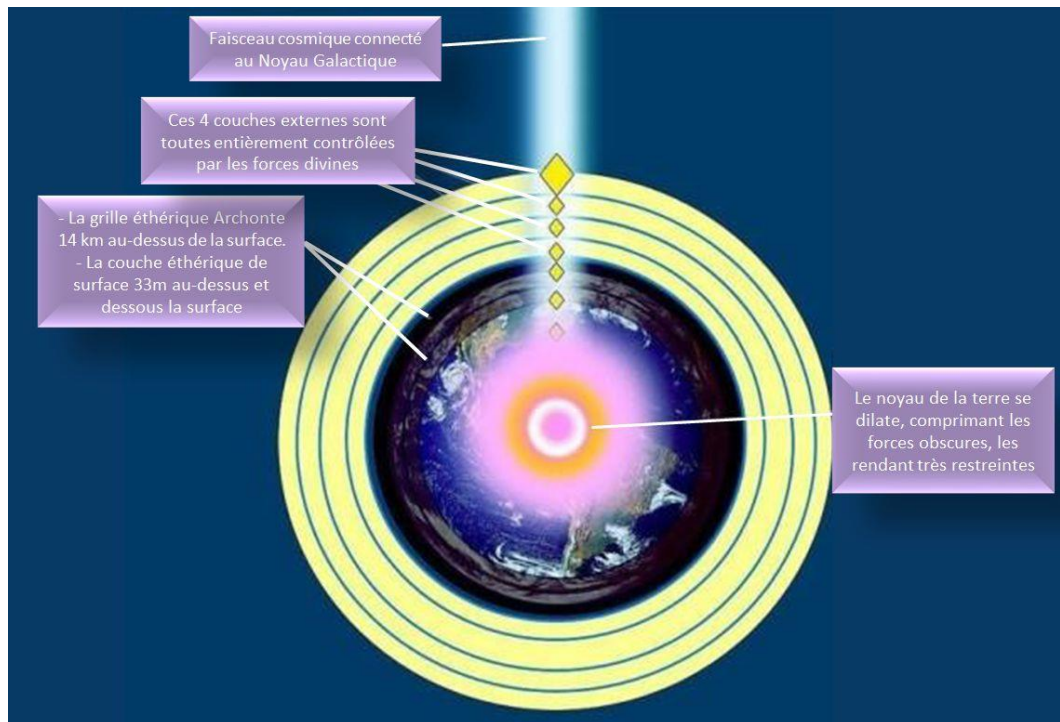 Faisceau cosmique connecté
au Noyau Galactique
Ces 4 couches externes sont
toutes entièrement contrôlées
par les forces divines
- La grille éthérique Archonte
14 km au-dessus de la surface.
- La couche éthérique de
surface 33m au-dessus et
dessous la surface
Le noyau de la terre se
dilate, comprimant les
forces obscures, les
rendant très restreintes